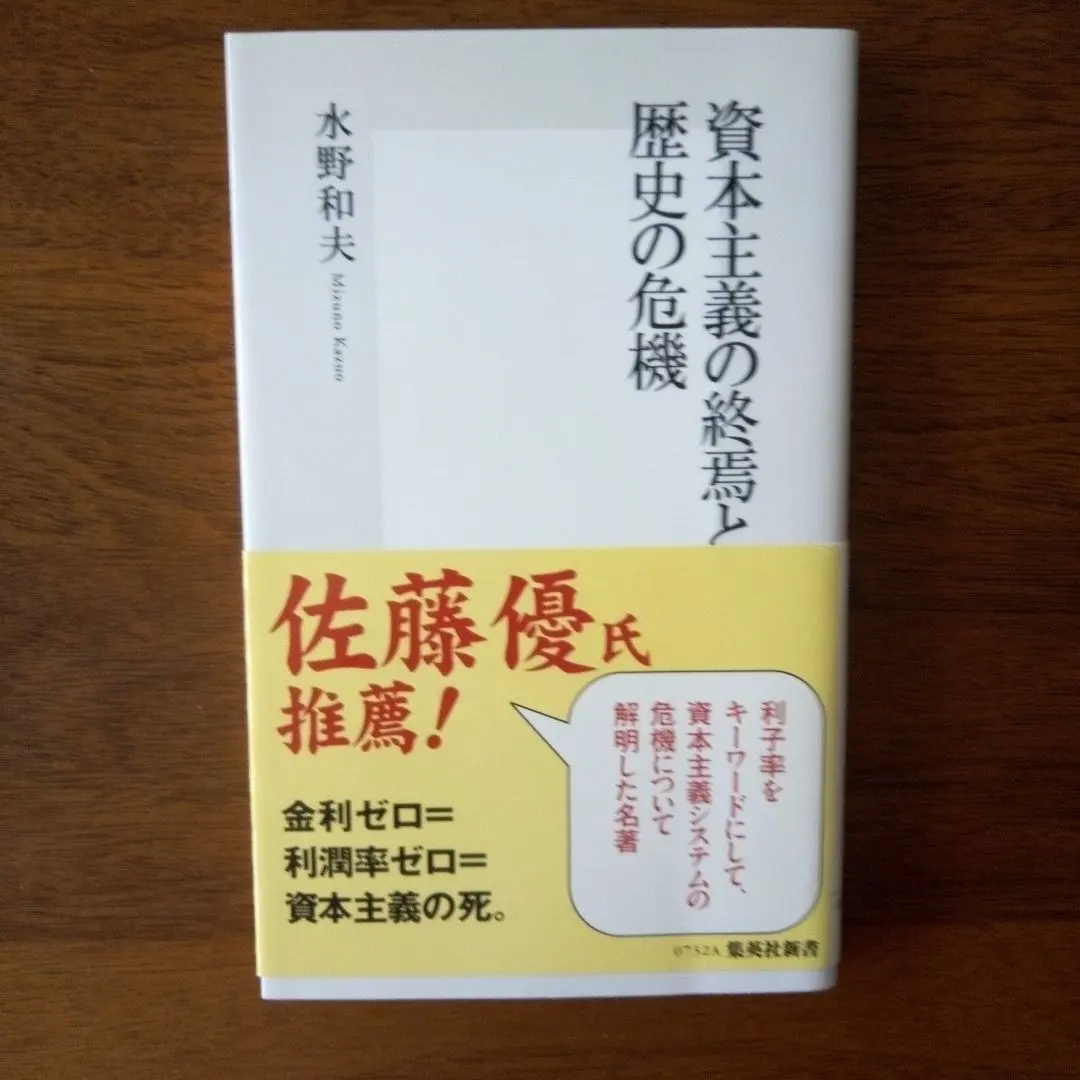 資本主義の終焉と
歴史の危機
水野和夫
Mizuno Kazuo
佐藤優氏
推薦!
利子率を
キーワードにして、
資本主義システムの
危機について
解明した名著
金利ゼロ=
利潤率ゼロ=
資本主義の死。
0732A 集英社新書